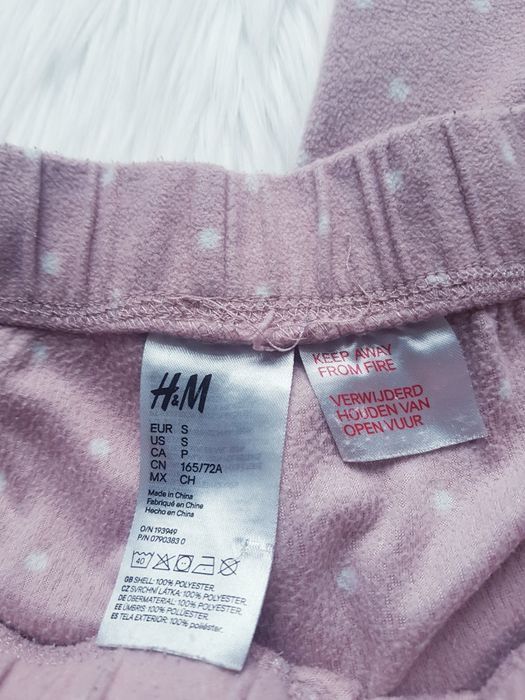 H&M
EUR S
US S
CA P
CN 165/72A
MX CH
Made in China
Fabriqué en Chine
Hecho en China
O/N 193949
P/N 0790383 0
40
GB SHELL: 100% POLYESTER.
CZ SVRCHNÍ LÁTKA: 100% POLYESTER.
DE OBERMATERIAL: 100% POLYESTER.
EE ÜMBRIS: 100% POLÜESTER.
ES TELA EXTERIOR: 100% poliéster.
KEEP AWAY
FROM FIRE
VERWIJDERD
HOUDEN VAN
OPEN VUUR